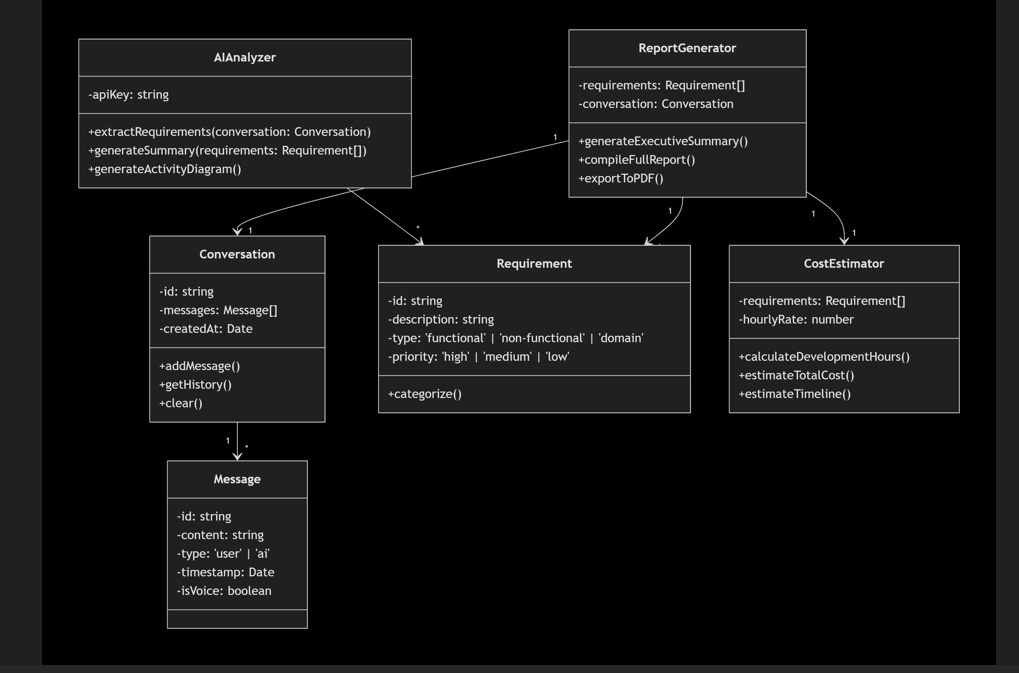 AIAnalyzer
-apiKey: string
+extractRequirements(conversation: Conversation)
+generateSummary(requirements: Requirement[])
+generateActivityDiagram()
ReportGenerator
-requirements: Requirement[]
-conversation: Conversation
+generateExecutiveSummary()
+compileFullReport()
+exportToPDF()
1
1
*
1
1
1
Conversation
-id: string
-messages: Message[]
-createdAt: Date
+addMessage()
+getHistory()
+clear()
Requirement
-id: string
-description: string
-type: 'functional' | 'non-functional' | 'domain'
-priority: 'high' | 'medium' | 'low'
+categorize()
CostEstimator
-requirements: Requirement[]
-hourlyRate: number
+calculateDevelopmentHours()
+estimateTotalCost()
+estimateTimeline()
1
*
Message
-id: string
-content: string
-type: 'user' | 'ai'
-timestamp: Date
-isVoice: boolean